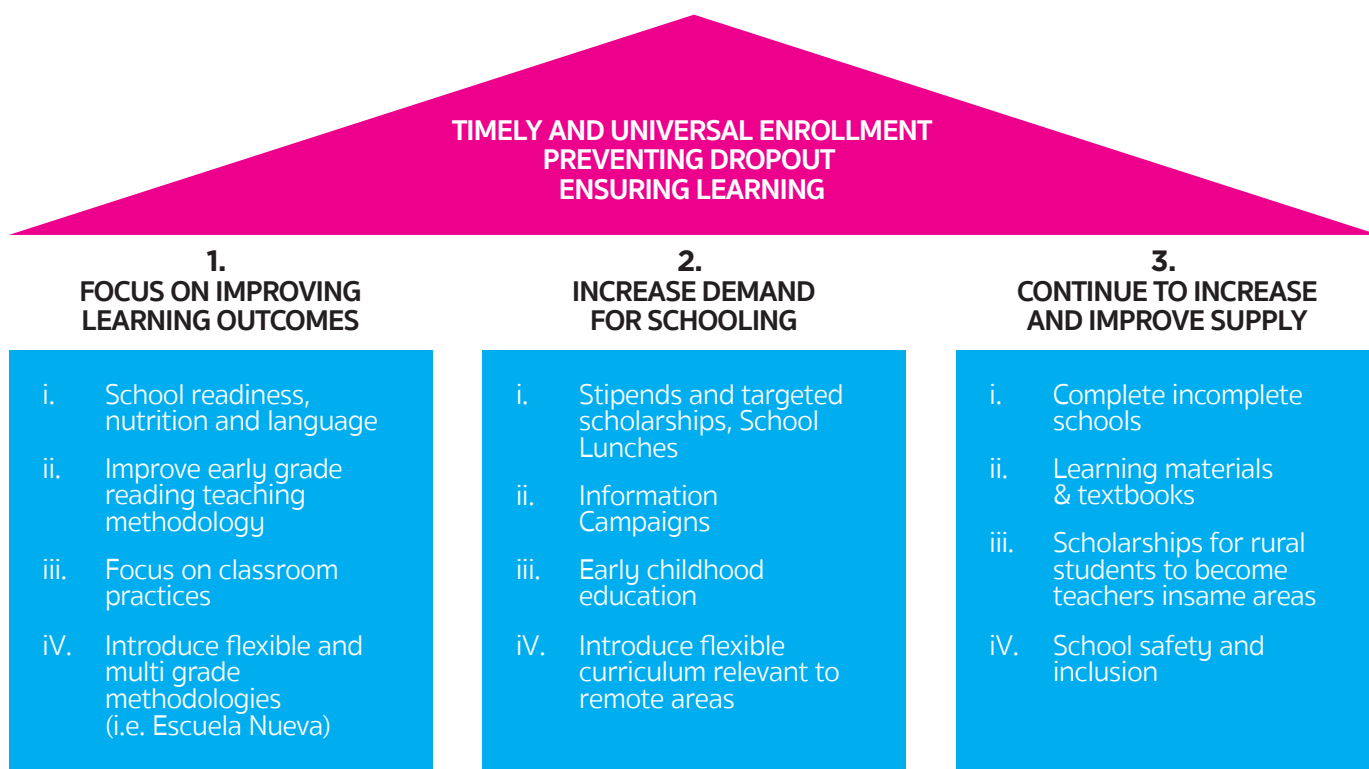 TIMELY AND UNIVERSAL ENROLLMENT
PREVENTING DROPOUT
ENSURING LEARNING
1.
FOCUS ON IMPROVING
LEARNING OUTCOMES
i. School readiness,
nutrition and language
ii. Improve early grade
reading teaching
methodology
iii. Focus on classroom
practices
iV. Introduce flexible and
multi grade
methodologies
(i.e. Escuela Nueva)
2.
INCREASE DEMAND
FOR SCHOOLING
i. Stipends and targeted
scholarships, School
Lunches
ii. Information
Campaigns
iii. Early childhood
education
iV. Introduce flexible
curriculum relevant to
remote areas
3.
CONTINUE TO INCREASE
AND IMPROVE SUPPLY
i. Complete incomplete
schools
ii. Learning materials
& textbooks
iii. Scholarships for rural
students to become
teachers insame areas
iV. School safety and
inclusion